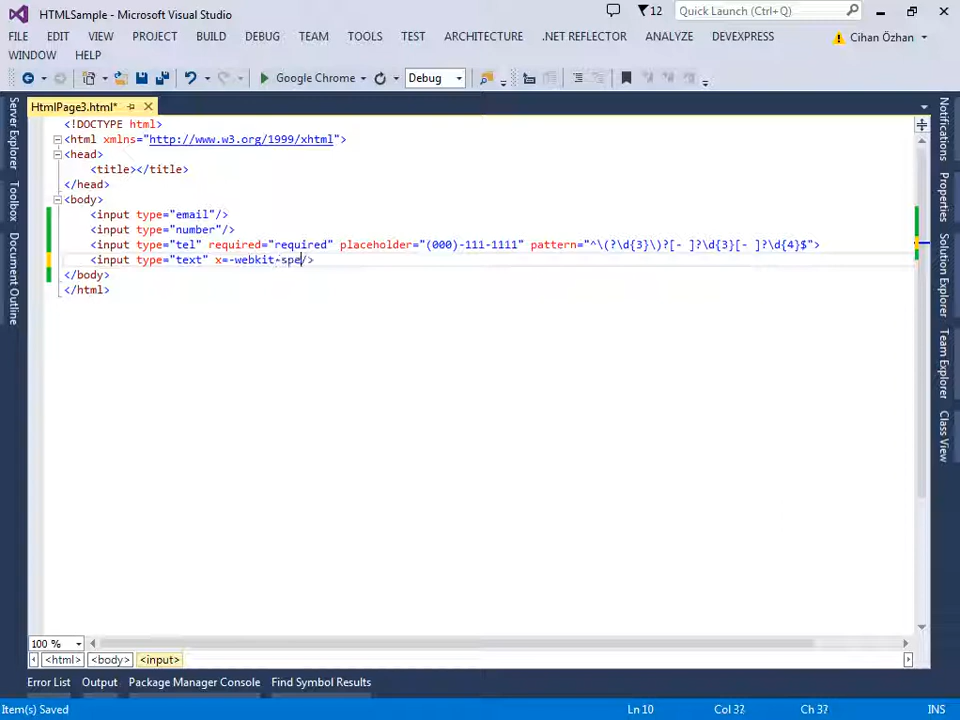 HTMLSample - Microsoft Visual Studio
12
Quick Launch (Ctrl+Q)
FILE EDIT VIEW PROJECT BUILD DEBUG TEAM TOOLS TEST ARCHITECTURE .NET REFLECTOR ANALYZE DEVEXPRESS
Cihan Özhan
WINDOW HELP
Google Chrome
Debug
HtmlPage3.html*
<!DOCTYPE html>
<html xmlns="http://www.w3.org/1999/xhtml">
<head>
<title></title>
</head>
<body>
<input type="email"/>
<input type="number"/>
<input type="tel" required="required" placeholder="(000)-111-1111" pattern="^\(?\d{3}\)?[- ]?\d{3}[- ]?\d{4}$">
<input type="text" x=-webkit-spe/>
</body>
</html>
Server Explorer
Toolbox
Document Outline
Notifications
Properties
Solution Explorer
Team Explorer
Class View
100 %
<html> <body> <input>
Error List Output Package Manager Console Find Symbol Results
Item(s) Saved
Ln 10 Col 37 Ch 37 INS